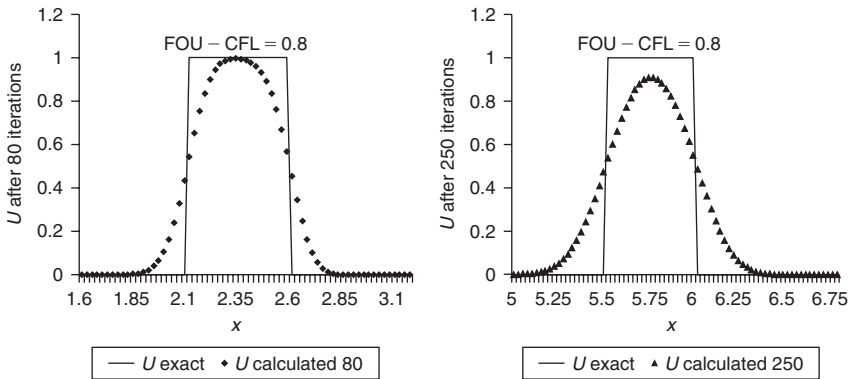 FOU – CFL = 0.8
U after 80 iterations
1.2
1
0.8
0.6
0.4
0.2
0
1.6 1.85 2.1 2.35 2.6 2.85 3.1
x
U exact U calculated 80
FOU – CFL = 0.8
U after 250 iterations
1.2
1
0.8
0.6
0.4
0.2
0
5 5.25 5.5 5.75 6 6.25 6.5 6.75
x
U exact U calculated 250